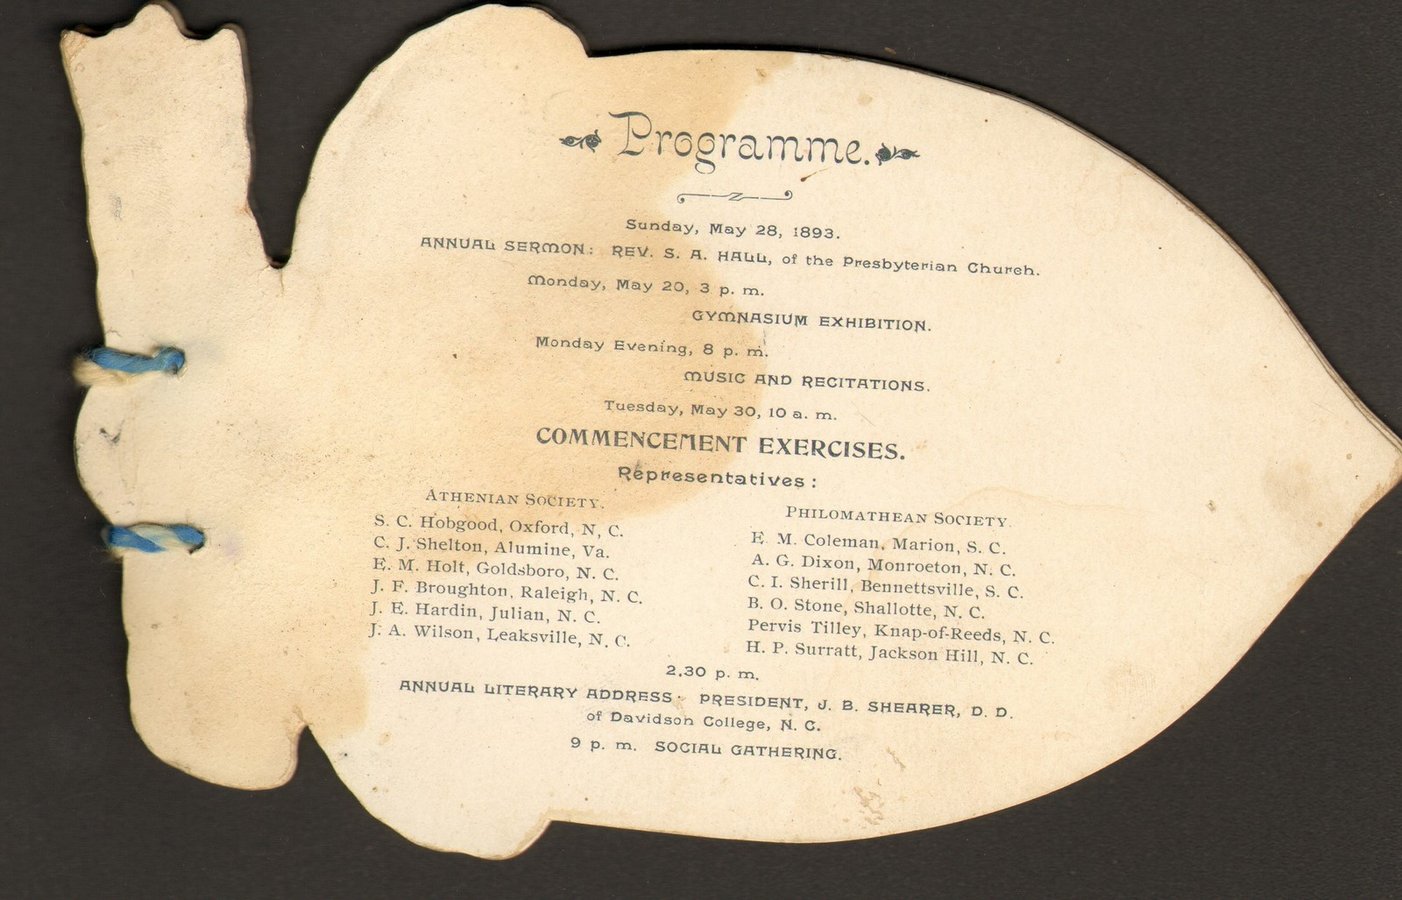 Programme.
Sunday, May 28, 1893.
ANNUAL SERMON: REV. S. A. HALL, of the Presbyterian Church.
Monday, May 20, 3 p. m.
GYMNASIUM EXHIBITION.
Monday Evening, 8 p. m.
MUSIC AND RECITATIONS.
Tuesday, May 30, 10 a. m.
COMMENCEMENT EXERCISES.
Representatives:
ATHENIAN SOCIETY.
S. C. Hobgood, Oxford, N, C.
C. J. Shelton, Alumine, Va.
E. M. Holt, Goldsboro, N. C.
J. F. Broughton, Raleigh, N. C.
J. E. Hardin, Julian, N. C.
J. A. Wilson, Leaksville, N. C.
PHILOMATHEAN SOCIETY.
E. M. Coleman, Marion, S. C.
A. G. Dixon, Monroeton, N. C.
C. I. Sherill, Bennettsville, S. C.
B. O. Stone, Shallotte, N. C.
Pervis Tilley, Knap-of-Reeds, N. C.
H. P. Surratt, Jackson Hill, N. C.
2.30 p. m.
ANNUAL LITERARY ADDRESS: PRESIDENT, J. B. SHEARER, D. D.
of Davidson College, N. C.
9 p. m. SOCIAL GATHERING.